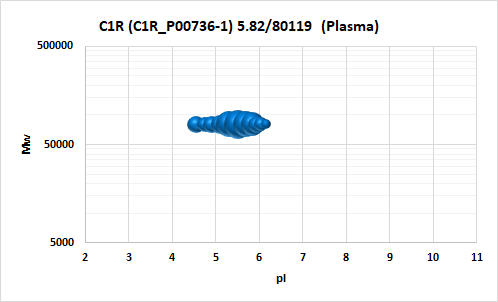 C1R (C1R_P00736-1) 5.82/80119 (Plasma)
500000
Mw
50000
5000
2 3 4 5 6 7 8 9 10 11
pI